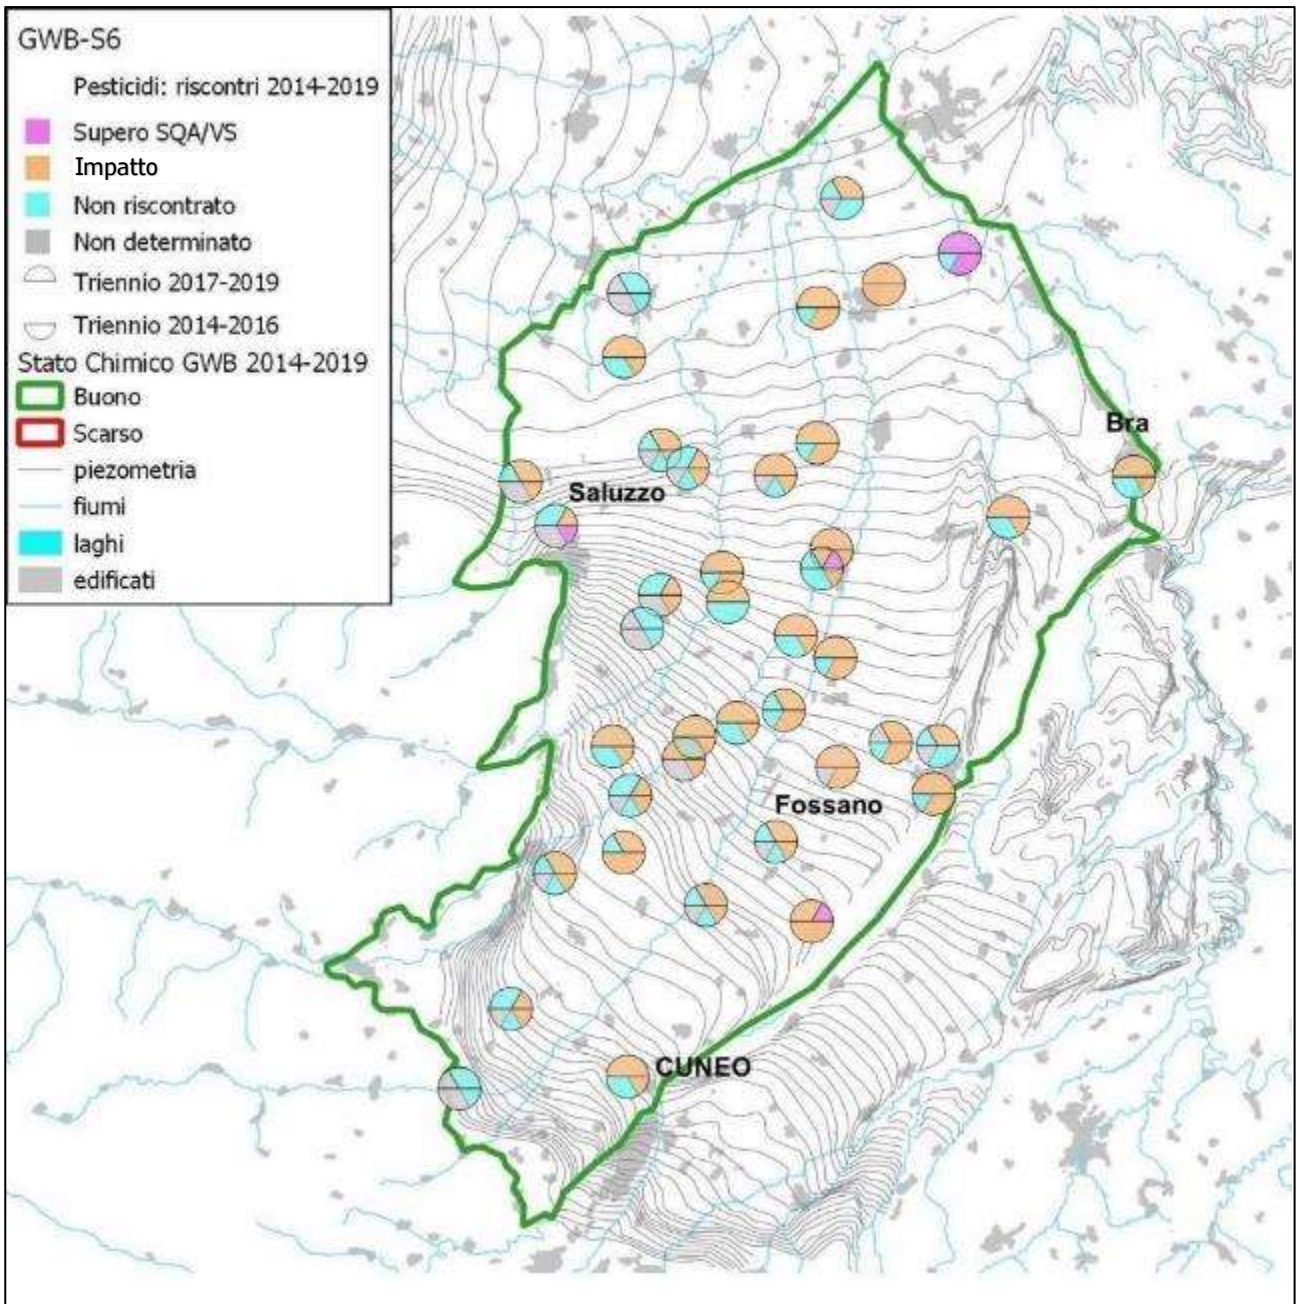 GWB-S6
Pesticidi: riscontri 2014-2019
Supero SQA/VS
Impatto
Non riscontrato
Non determinato
Triennio 2017-2019
Triennio 2014-2016
Stato Chimico GWB 2014-2019
Buono
Scarso
piezometria
fiumi
laghi
edificati
Bra
Saluzzo
Fossano
CUNEO